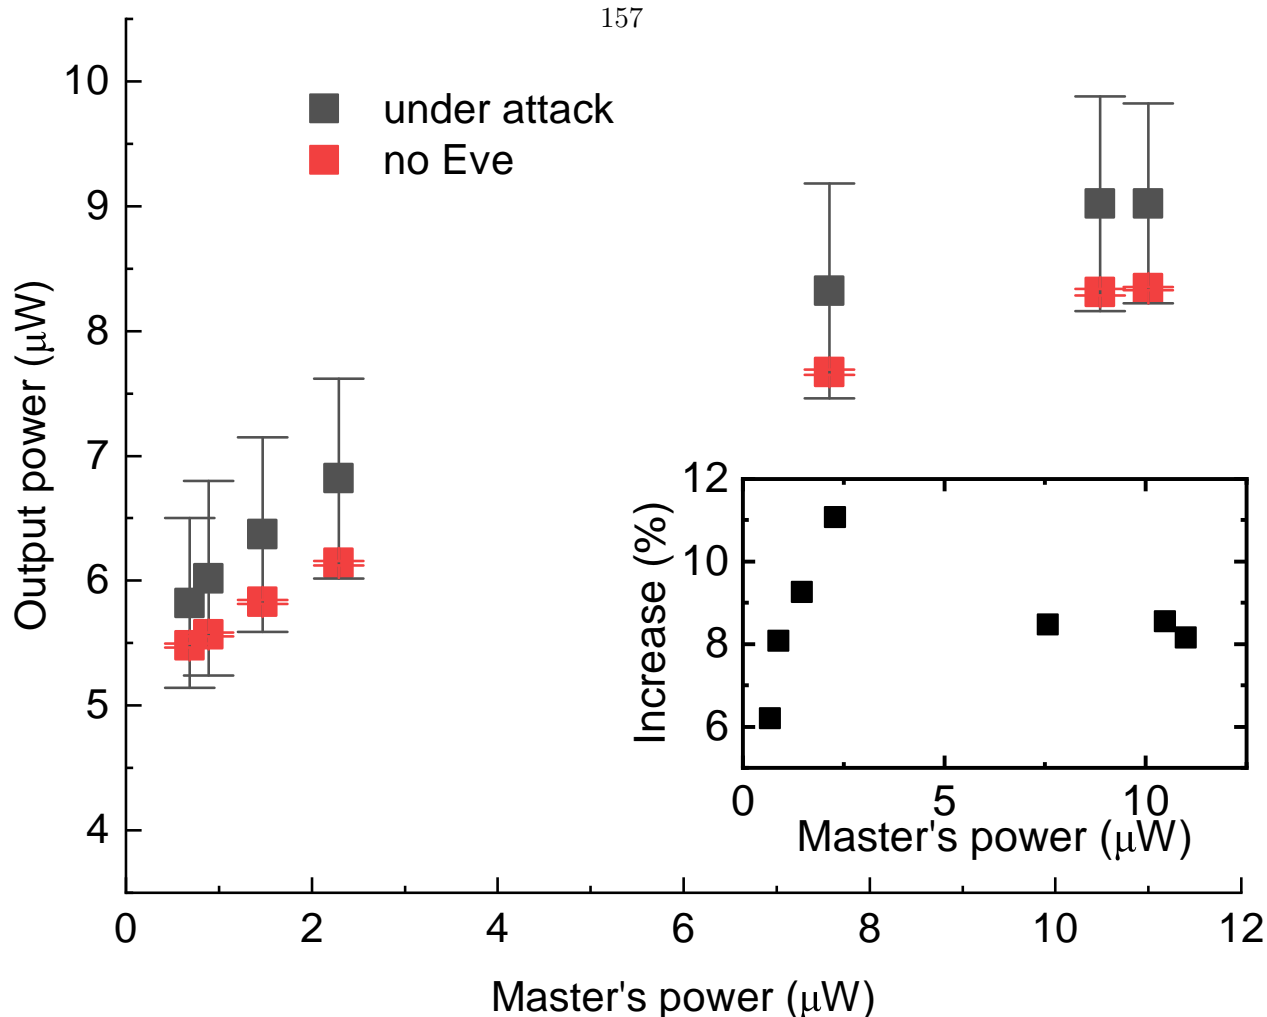 157
10
9
8
7
6
5
4
Output power (μW)
under attack
no Eve
12
10
8
6
Increase (%)
0 5 10
Master's power (μW)
0 2 4 6 8 10 12
Master's power (μW)